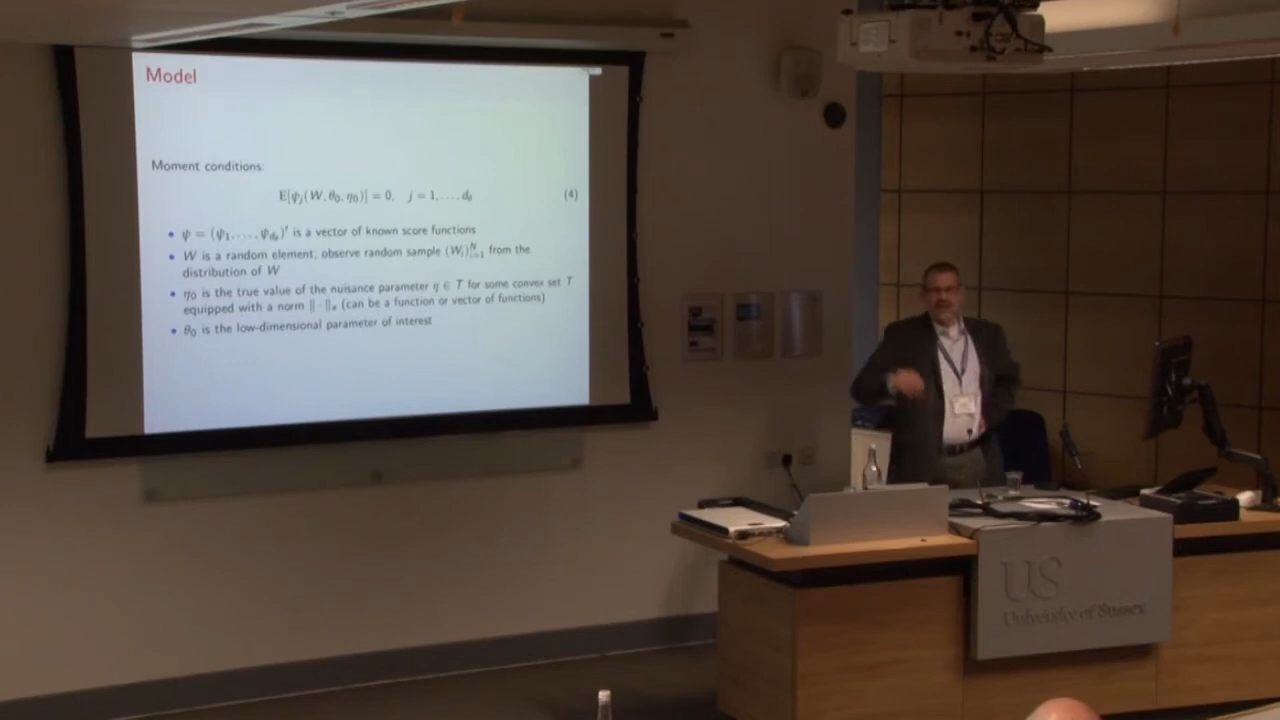 Model
Moment conditions:
E[ψj(W, θ0, η0)] = 0, j = 1, . . . , dθ (4)
• ψ = (ψ1, . . . , ψdθ)′ is a vector of known score functions
• W is a random element; observe random sample (Wi)Ni=1 from the
distribution of W
• η0 is the true value of the nuisance parameter η ∈ T for some convex set T
equipped with a norm ∥ · ∥e (can be a function or vector of functions)
• θ0 is the low-dimensional parameter of interest
US
University of Sussex